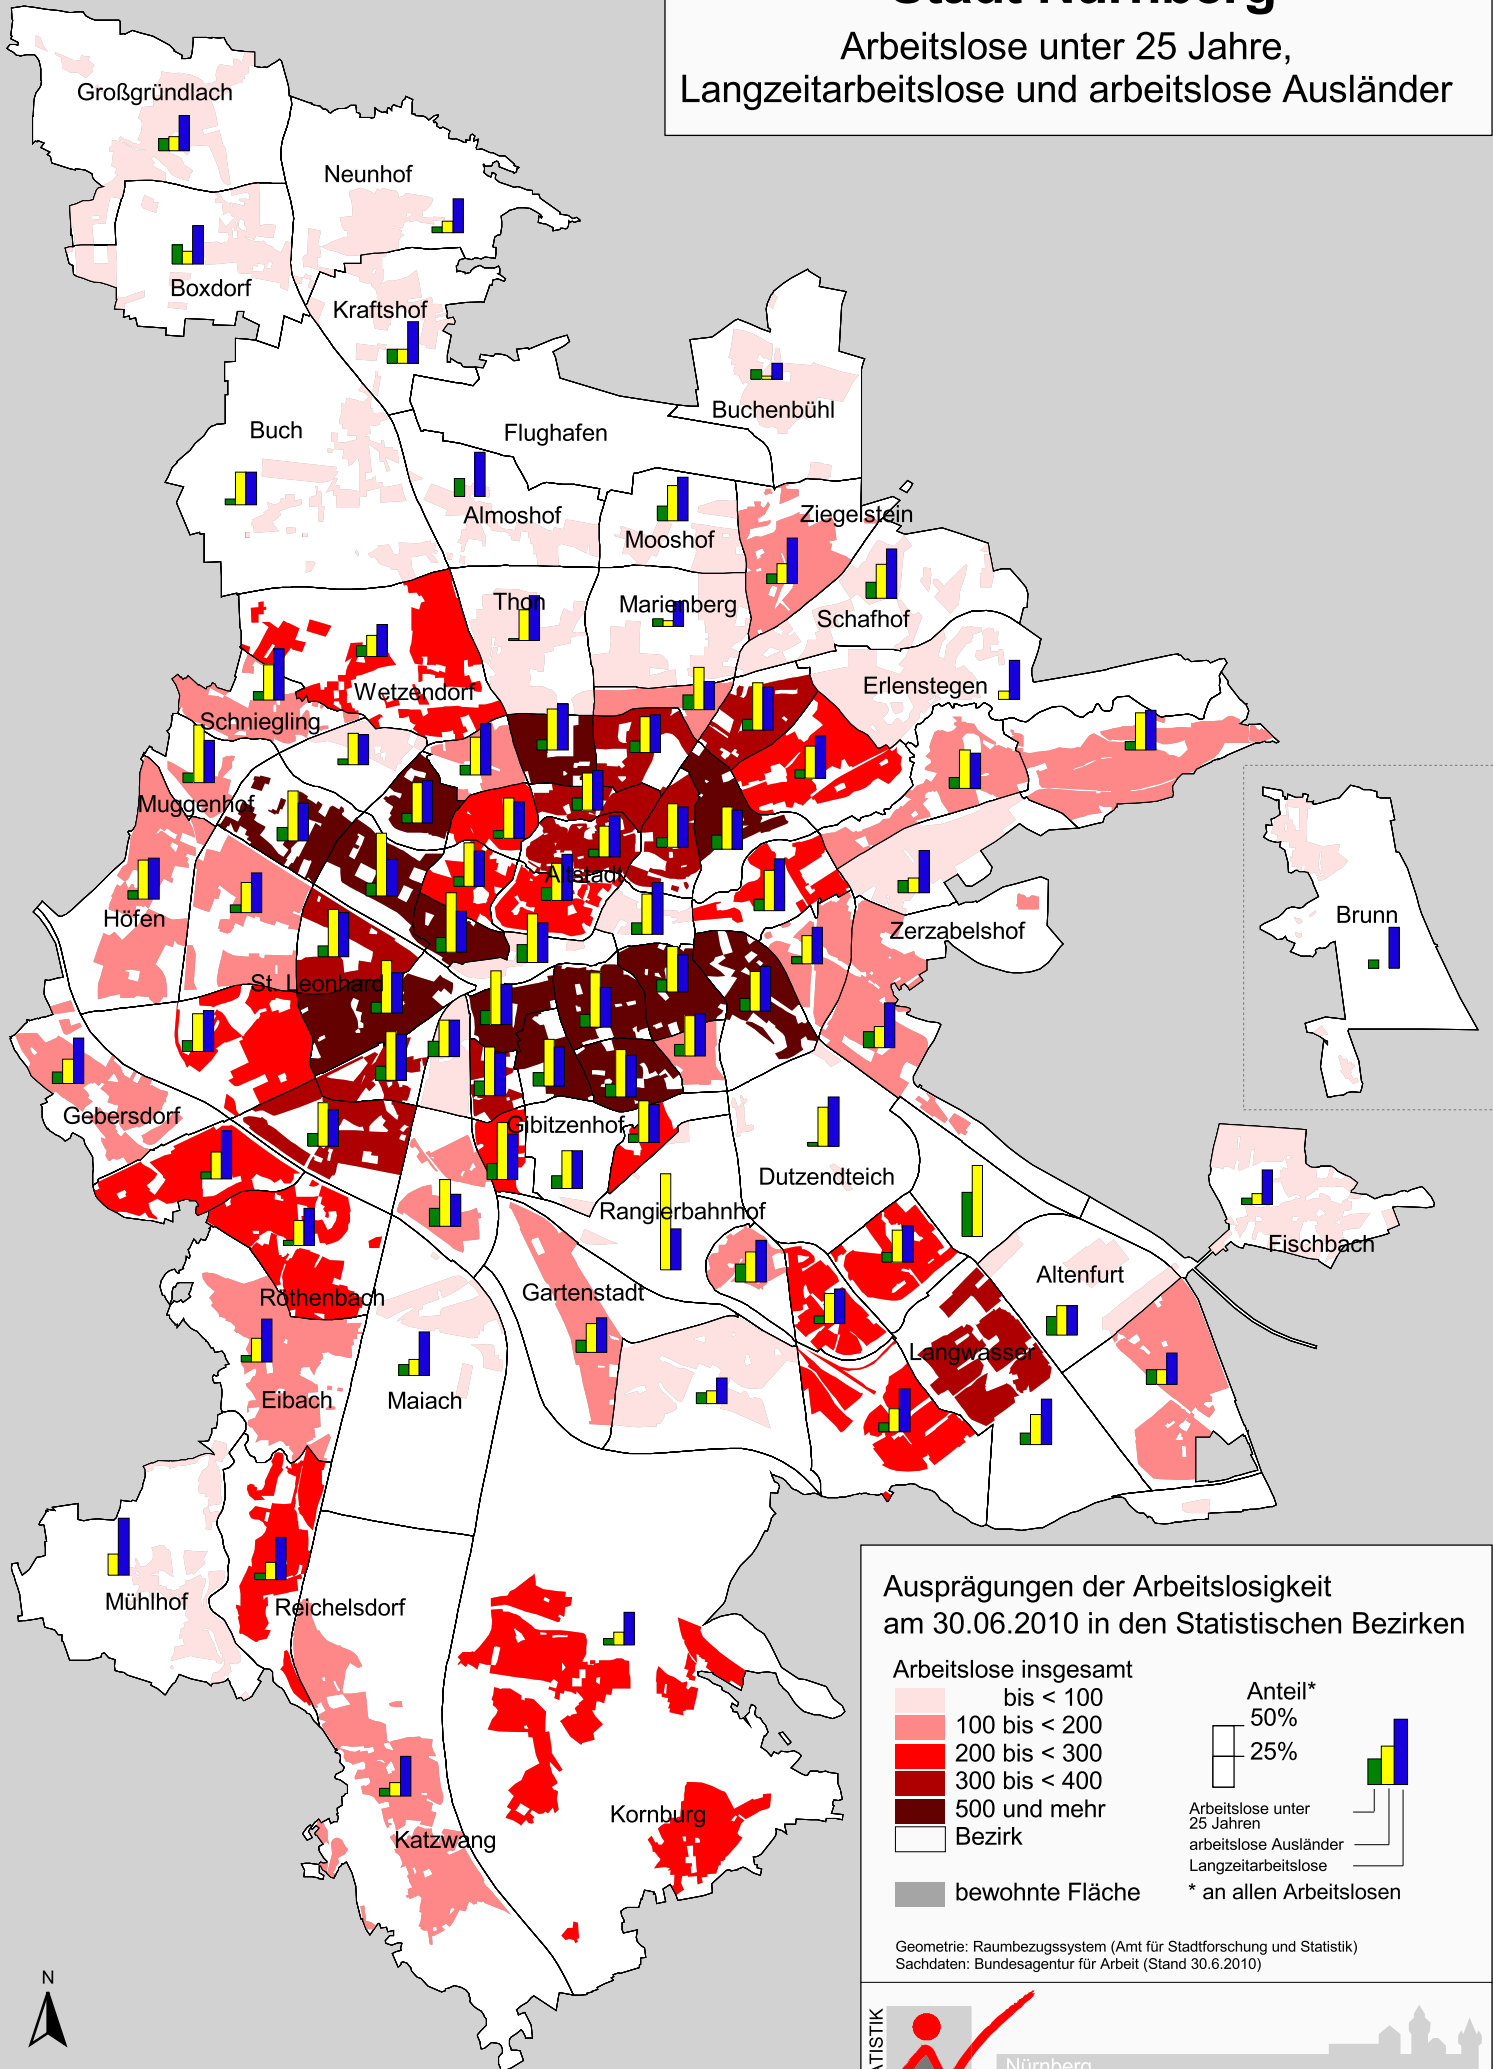 Stadt Nürnberg
Arbeitslose unter 25 Jahre,
Langzeitarbeitslose und arbeitslose Ausländer
Großgründlach
Neunhof
Boxdorf
Kraftshof
Buchenbühl
Buch
Flughafen
Almoshof
Ziegelstein
Mooshof
Thon
Marienberg
Schafhof
Erlenstegen
Wetzendorf
Schniegling
Muggenhof
Altstadt
Höfen
Brunn
Zerzabelshof
St. Leonhard
Gebersdorf
Gibitzenhof
Dutzendteich
Rangierbahnhof
Fischbach
Altenfurt
Gartenstadt
Röthenbach
Langwasser
Eibach
Maiach
Mühlhof
Reichelsdorf
Kornburg
Katzwang
Ausprägungen der Arbeitslosigkeit
am 30.06.2010 in den Statistischen Bezirken
Arbeitslose insgesamt
bis < 100
100 bis < 200
200 bis < 300
300 bis < 400
500 und mehr
Bezirk
bewohnte Fläche
Anteil*
50%
25%
Arbeitslose unter
25 Jahren
arbeitslose Ausländer
Langzeitarbeitslose
* an allen Arbeitslosen
Geometrie: Raumbezugssystem (Amt für Stadtforschung und Statistik)
Sachdaten: Bundesagentur für Arbeit (Stand 30.6.2010)
N
ATISTIK
Nürnberg